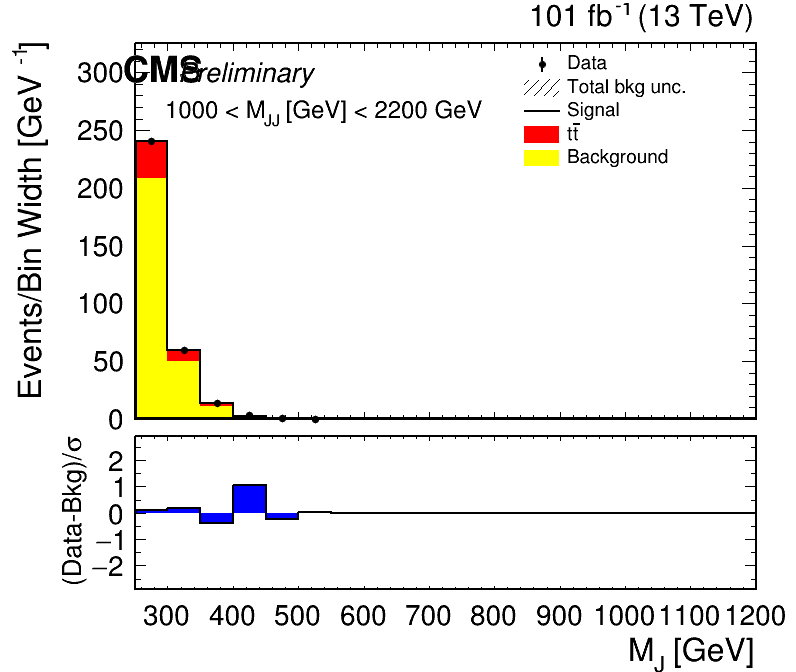 101 fb⁻¹ (13 TeV)
CMS Preliminary
1000 < M_JJ [GeV] < 2200 GeV
Data
Total bkg unc.
Signal
tt̄
Background
Events/Bin Width [GeV⁻¹]
300
250
200
150
100
50
0
(Data-Bkg)/σ
2
1
0
−1
−2
300 400 500 600 700 800 900 1000 1100 1200
M_J [GeV]